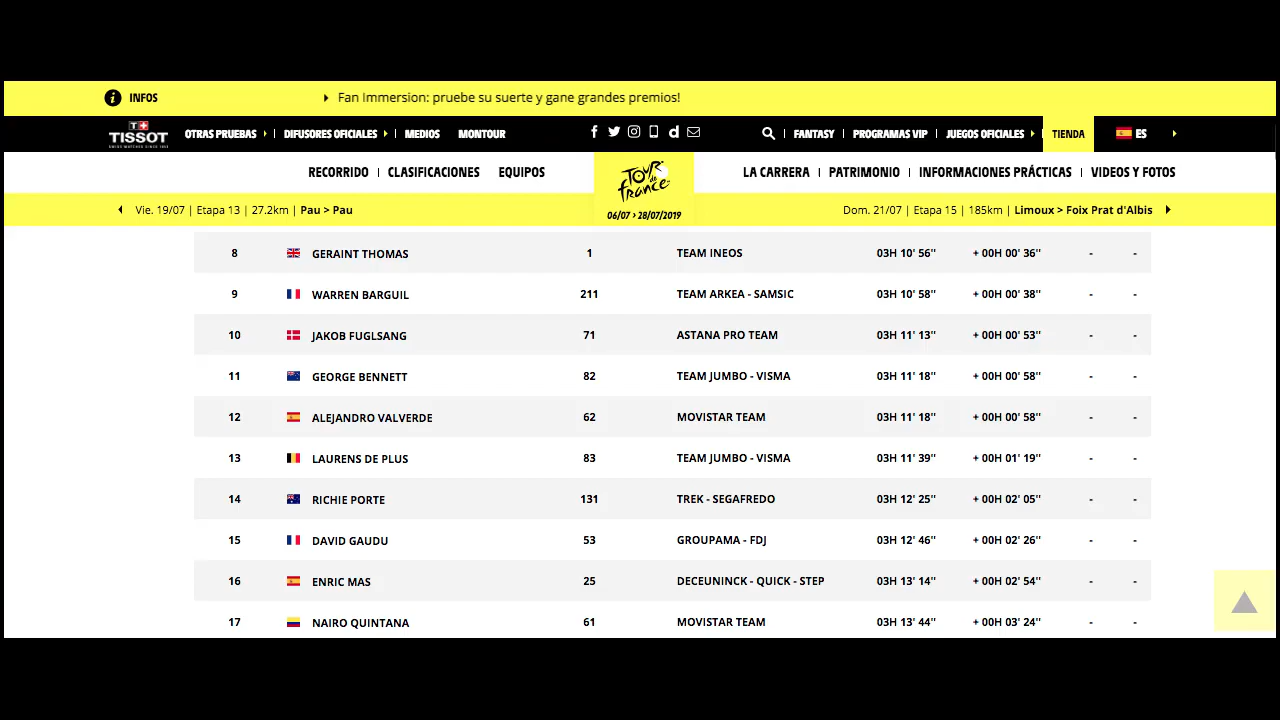 INFOS Fan Immersion: pruebe su suerte y gane grandes premios!
TISSOT OTRAS PRUEBAS DIFUSORES OFICIALES MEDIOS MONTOUR FANTASY PROGRAMAS VIP JUEGOS OFICIALES TIENDA ES
RECORRIDO CLASIFICACIONES EQUIPOS LA CARRERA PATRIMONIO INFORMACIONES PRÁCTICAS VIDEOS Y FOTOS
TOUR de france
06/07 > 28/07/2019
Vie. 19/07 | Etapa 13 | 27.2km | Pau > Pau Dom. 21/07 | Etapa 15 | 185km | Limoux > Foix Prat d'Albis
8 GERAINT THOMAS 1 TEAM INEOS 03H 10' 56'' + 00H 00' 36'' - -
9 WARREN BARGUIL 211 TEAM ARKEA - SAMSIC 03H 10' 58'' + 00H 00' 38'' - -
10 JAKOB FUGLSANG 71 ASTANA PRO TEAM 03H 11' 13'' + 00H 00' 53'' - -
11 GEORGE BENNETT 82 TEAM JUMBO - VISMA 03H 11' 18'' + 00H 00' 58'' - -
12 ALEJANDRO VALVERDE 62 MOVISTAR TEAM 03H 11' 18'' + 00H 00' 58'' - -
13 LAURENS DE PLUS 83 TEAM JUMBO - VISMA 03H 11' 39'' + 00H 01' 19'' - -
14 RICHIE PORTE 131 TREK - SEGAFREDO 03H 12' 25'' + 00H 02' 05'' - -
15 DAVID GAUDU 53 GROUPAMA - FDJ 03H 12' 46'' + 00H 02' 26'' - -
16 ENRIC MAS 25 DECEUNINCK - QUICK - STEP 03H 13' 14'' + 00H 02' 54'' - -
17 NAIRO QUINTANA 61 MOVISTAR TEAM 03H 13' 44'' + 00H 03' 24'' - -